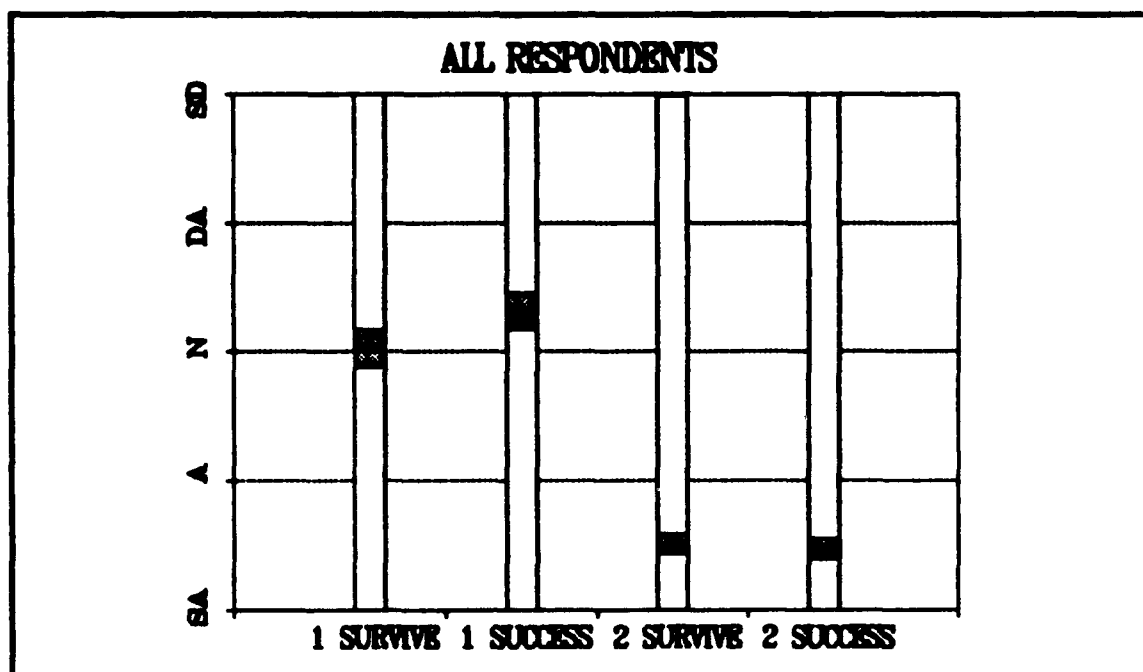 ALL RESPONDENTS
SD
DA
N
A
SA
1 SURVIVE 1 SUCCESS 2 SURVIVE 2 SUCCESS